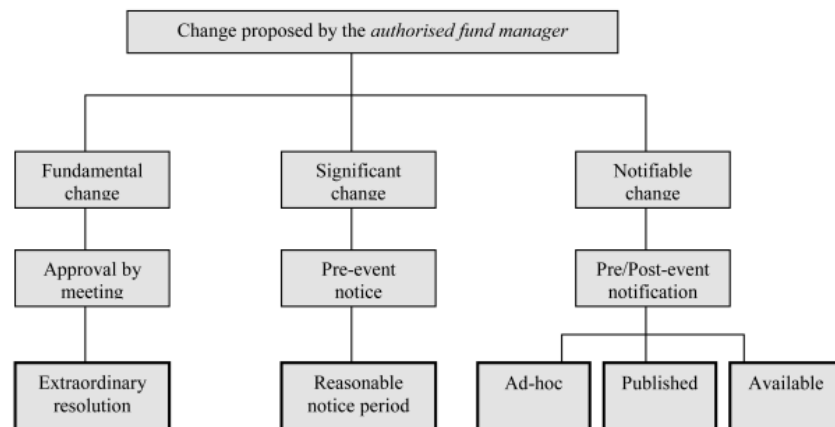 Change proposed by the authorised fund manager
Fundamental
change
Significant
change
Notifiable
change
Approval by
meeting
Pre-event
notice
Pre/Post-event
notification
Extraordinary
resolution
Reasonable
notice period
Ad-hoc
Published
Available